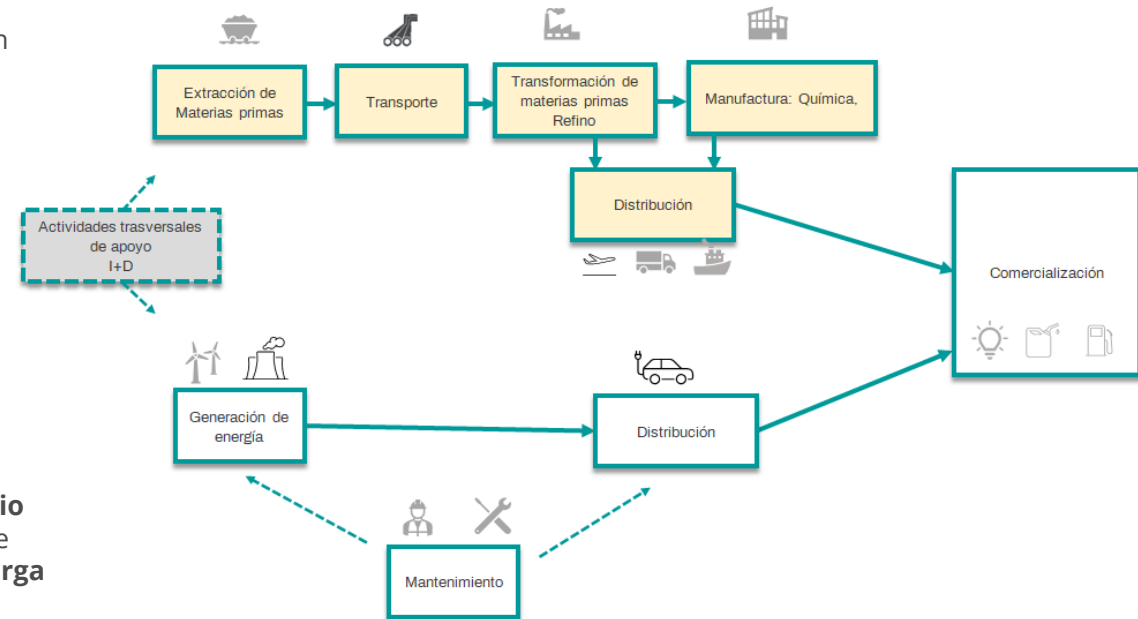 n
Extracción de
Materias primas
Transporte
Transformación de
materias primas
Refino
Manufactura: Química,
Distribución
Actividades trasversales
de apoyo
I+D
Comercialización
Generación de
energía
Distribución
io
e
rga
Mantenimiento